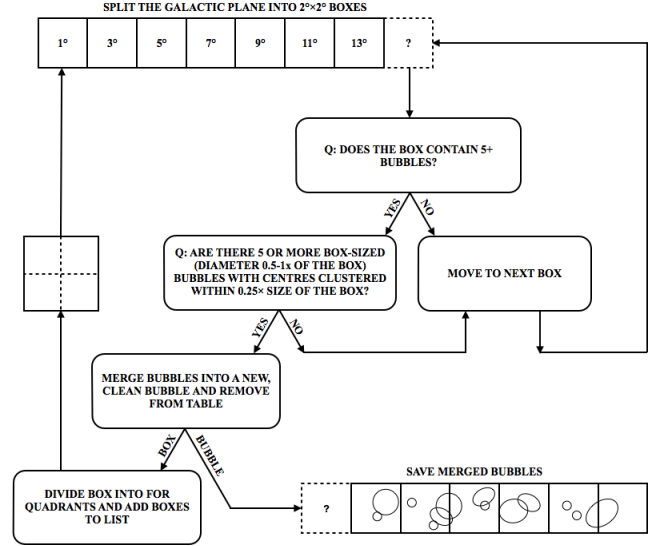 SPLIT THE GALACTIC PLANE INTO 2°×2° BOXES
1° 3° 5° 7° 9° 11° 13° ?
Q: DOES THE BOX CONTAIN 5+
BUBBLES?
YES
NO
Q: ARE THERE 5 OR MORE BOX-SIZED
(DIAMETER 0.5-1x OF THE BOX)
BUBBLES WITH CENTRES CLUSTERED
WITHIN 0.25× SIZE OF THE BOX?
MOVE TO NEXT BOX
YES
NO
MERGE BUBBLES INTO A NEW,
CLEAN BUBBLE AND REMOVE
FROM TABLE
BOX
BUBBLE
DIVIDE BOX INTO FOR
QUADRANTS AND ADD BOXES
TO LIST
SAVE MERGED BUBBLES
?